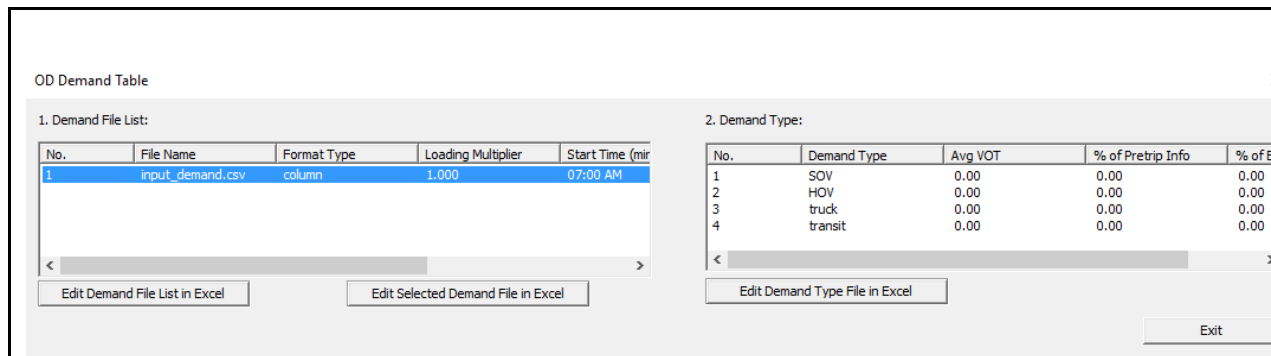 OD Demand Table
1. Demand File List:
No. File Name Format Type Loading Multiplier Start Time (mir
1 input_demand.csv column 1.000 07:00 AM
Edit Demand File List in Excel Edit Selected Demand File in Excel
2. Demand Type:
No. Demand Type Avg VOT % of Pretrip Info % of E
1 SOV 0.00 0.00 0.00
2 HOV 0.00 0.00 0.00
3 truck 0.00 0.00 0.00
4 transit 0.00 0.00 0.00
Edit Demand Type File in Excel
Exit